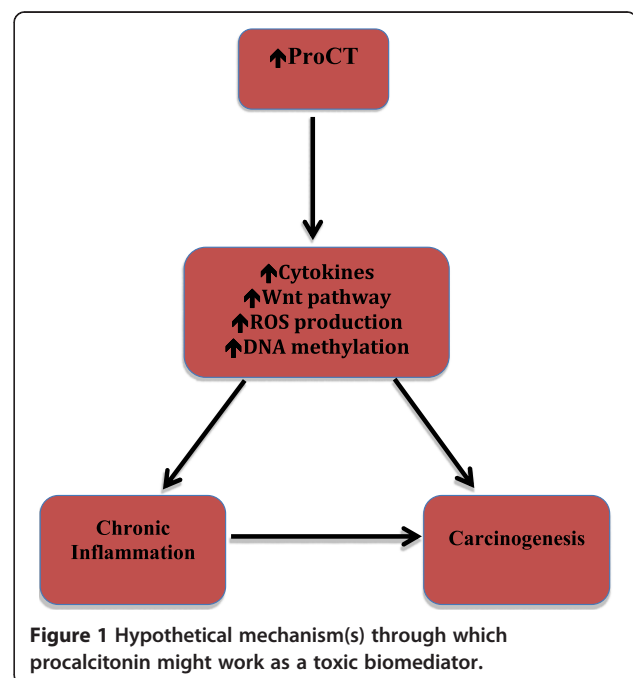 ↑ProCT
↑Cytokines
↑Wnt pathway
↑ROS production
↑DNA methylation
Chronic
Inflammation
Carcinogenesis
Figure 1 Hypothetical mechanism(s) through which
procalcitonin might work as a toxic biomediator.